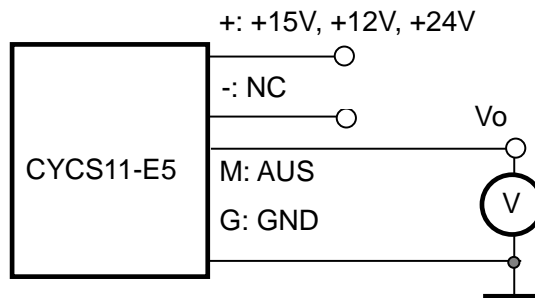 +: +15V, +12V, +24V
-: NC
Vo
CYCS11-E5
M: AUS
V
G: GND